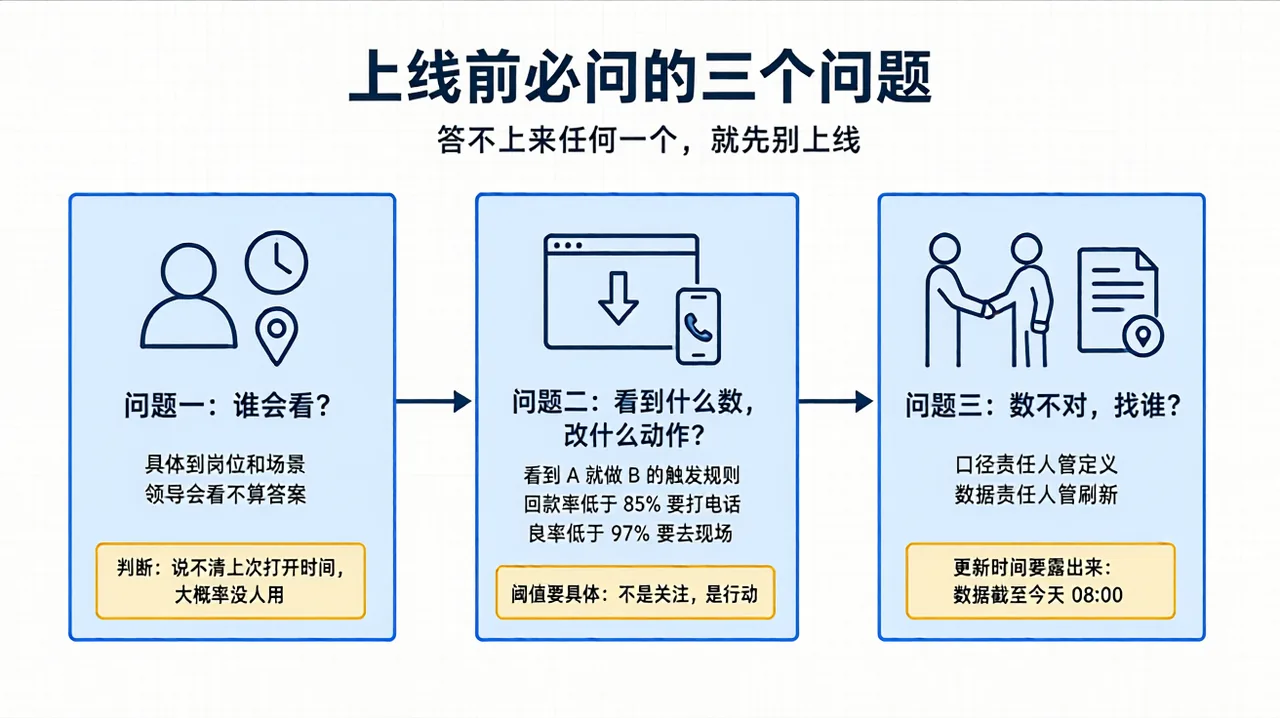 上线前必问的三个问题
答不上来任何一个，就先别上线
问题一：谁会看？
具体到岗位和场景
领导会看不算答案
判断：说不清上次打开时间，
大概率没人用
问题二：看到什么数，
改什么动作？
看到 A 就做 B 的触发规则
回款率低于 85% 要打电话
良率低于 97% 要去现场
阈值要具体：不是关注，是行动
问题三：数不对，找谁？
口径责任人管定义
数据责任人管刷新
更新时间要露出来：
数据截至今天 08:00